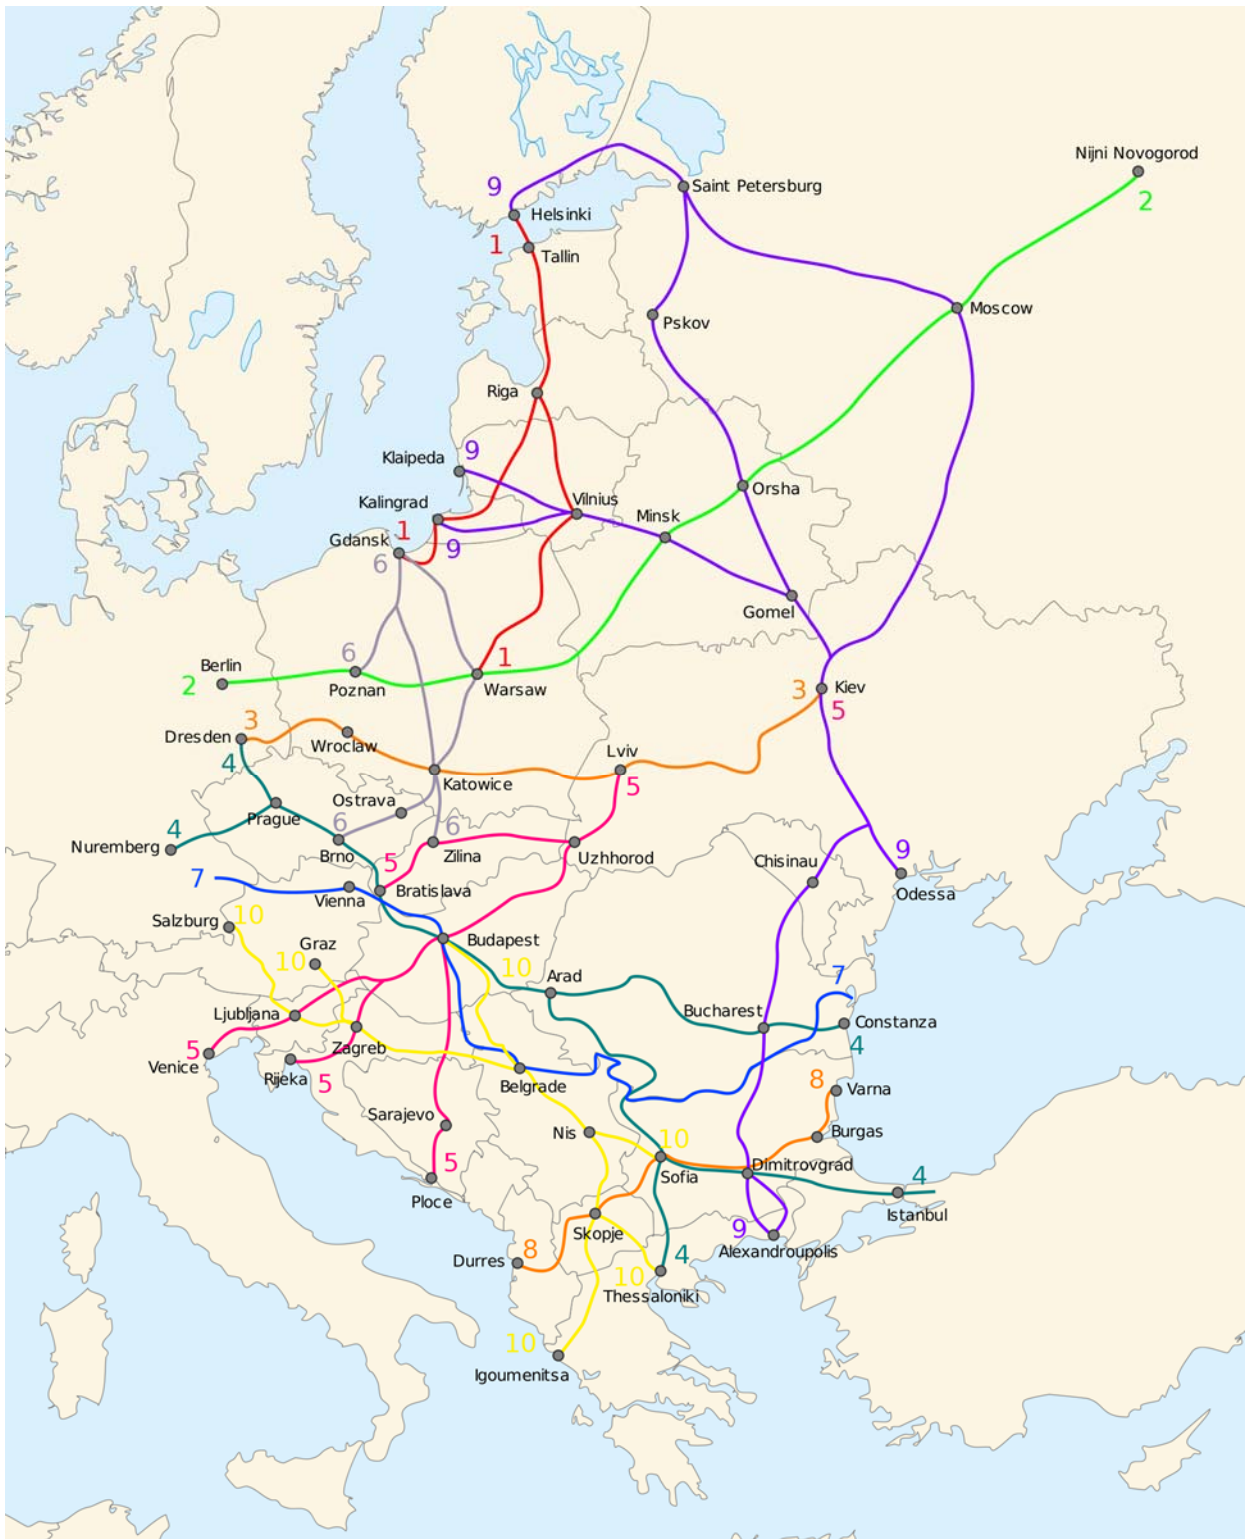 Nijni Novogorod
2
9
Saint Petersburg
Helsinki
1
Tallin
Moscow
Pskov
Riga
Klaipeda
9
Orsha
Kalingrad
Vilnius
Minsk
1
Gdansk
9
6
Gomel
6
1
Berlin
2
Poznan
Warsaw
3
Kiev
5
3
Dresden
Wroclaw
Lviv
4
Katowice
5
Ostrava
Prague
6
6
4
Nuremberg
Brno
Zilina
Uzhhorod
9
5
Chisinau
7
Vienna
Bratislava
Odessa
Salzburg
10
Graz
Budapest
10
10
Arad
7
Ljubljana
Bucharest
Constanza
Zagreb
4
5
Venice
Rijeka
5
Belgrade
8
Varna
Sarajevo
Nis
10
Burgas
5
Sofia
Dimitrovgrad
Ploce
4
Istanbul
Skopje
9
Alexandroupolis
Durres
8
4
10
Thessaloniki
10
Igoumenitsa